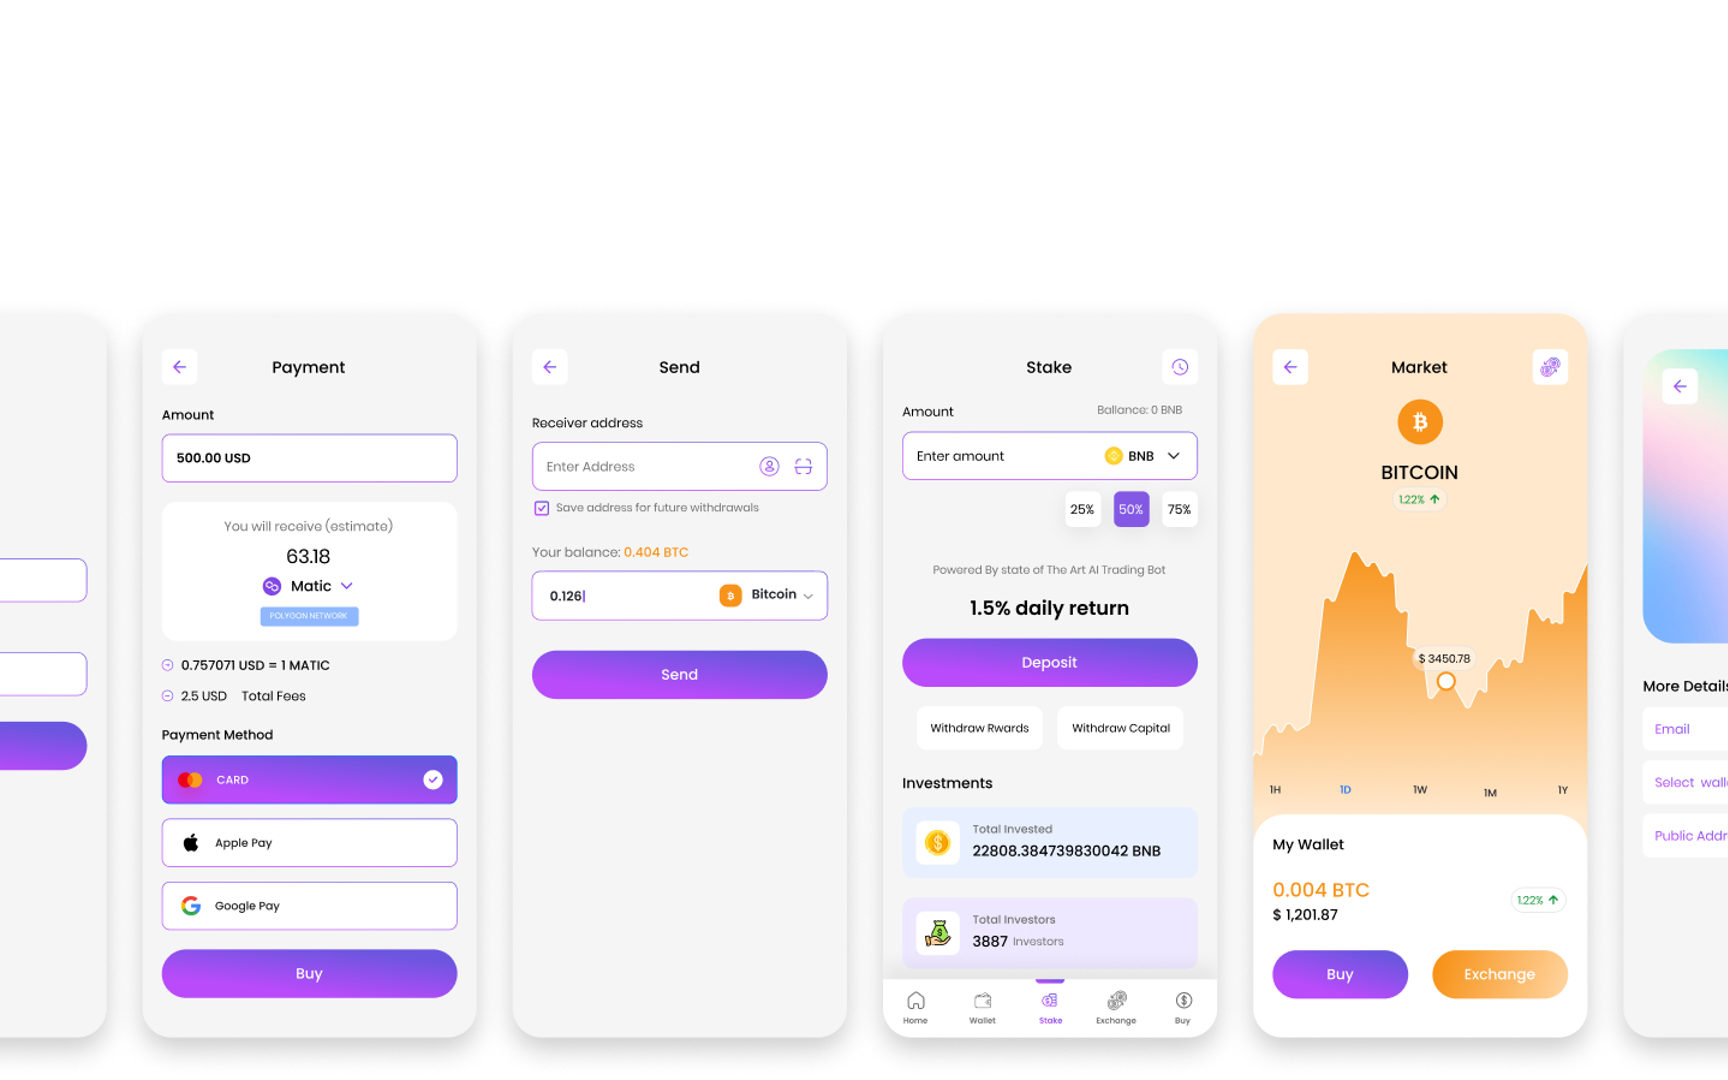 Payment
Amount
500.00 USD
You will receive (estimate)
63.18
Matic
POLYGON NETWORK
0.757071 USD = 1 MATIC
2.5 USD Total Fees
Payment Method
CARD
Apple Pay
Google Pay
Buy
Send
Receiver address
Enter Address
Save address for future withdrawals
Your balance: 0.404 BTC
0.126
Bitcoin
Send
Stake
Amount
Ballance: 0 BNB
Enter amount
BNB
25%
50%
75%
Powered By state of The Art AI Trading Bot
1.5% daily return
Deposit
Withdraw Rwards
Withdraw Capital
Investments
Total Invested
22808.384739830042 BNB
Total Investors
3887 Investors
Home
Wallet
Stake
Exchange
Buy
Market
BITCOIN
1.22%
$ 3450.78
1H
1D
1W
1M
1Y
My Wallet
0.004 BTC
$ 1,201.87
1.22%
Buy
Exchange
More Details
Email
Select
Public